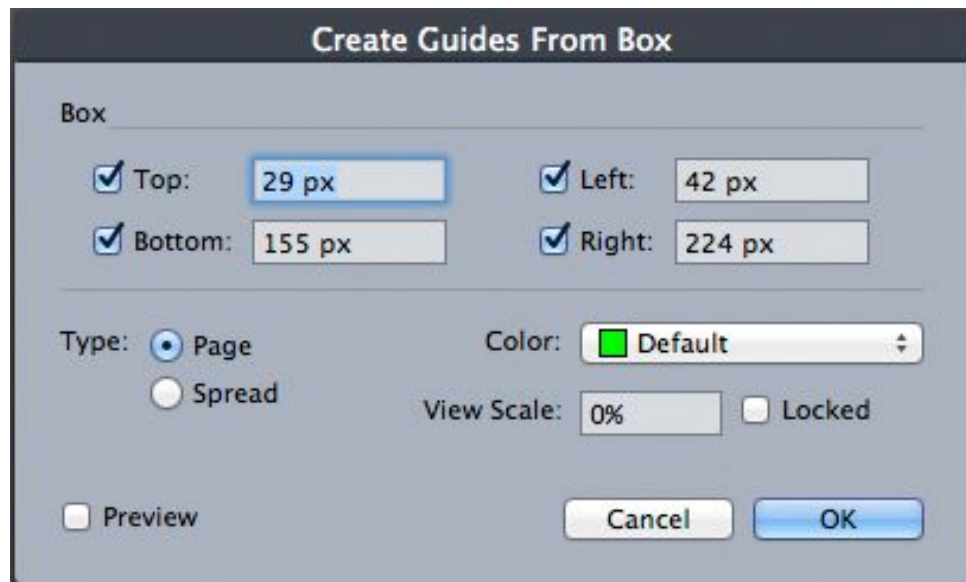 Create Guides From Box
Box
Top: 29 px Left: 42 px
Bottom: 155 px Right: 224 px
Type: Page Color: Default
Spread
View Scale: 0% Locked
Preview Cancel OK